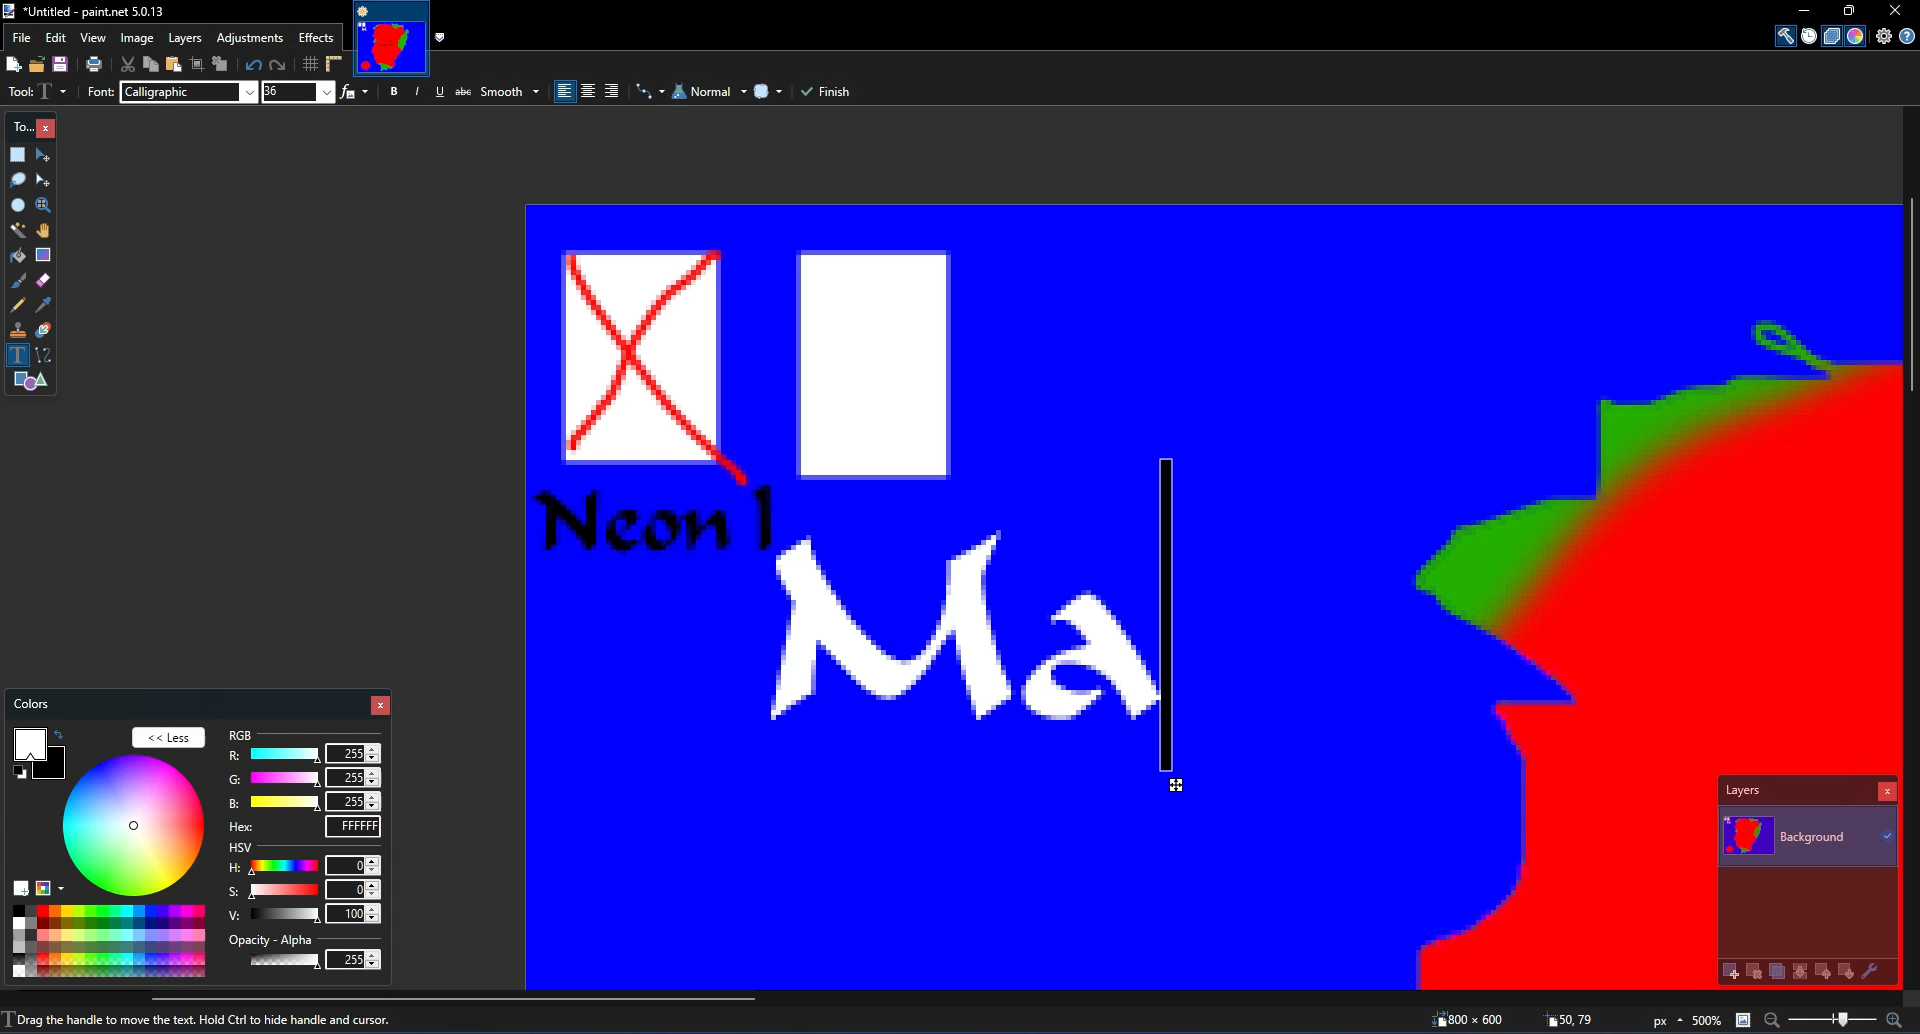 *Untitled - paint.net 5.0.13
File Edit View Image Layers Adjustments Effects
Tool: Font: Calligraphic 36 B I U abc Smooth Normal Finish
To...
Neon 1
Ma
Colors
<< Less
RGB
R: 255
G: 255
B: 255
Hex: FFFFFF
HSV
H: 0
S: 0
V: 100
Opacity - Alpha
255
Layers
Background
Drag the handle to move the text. Hold Ctrl to hide handle and cursor. 800 × 600 50, 79 px 500%